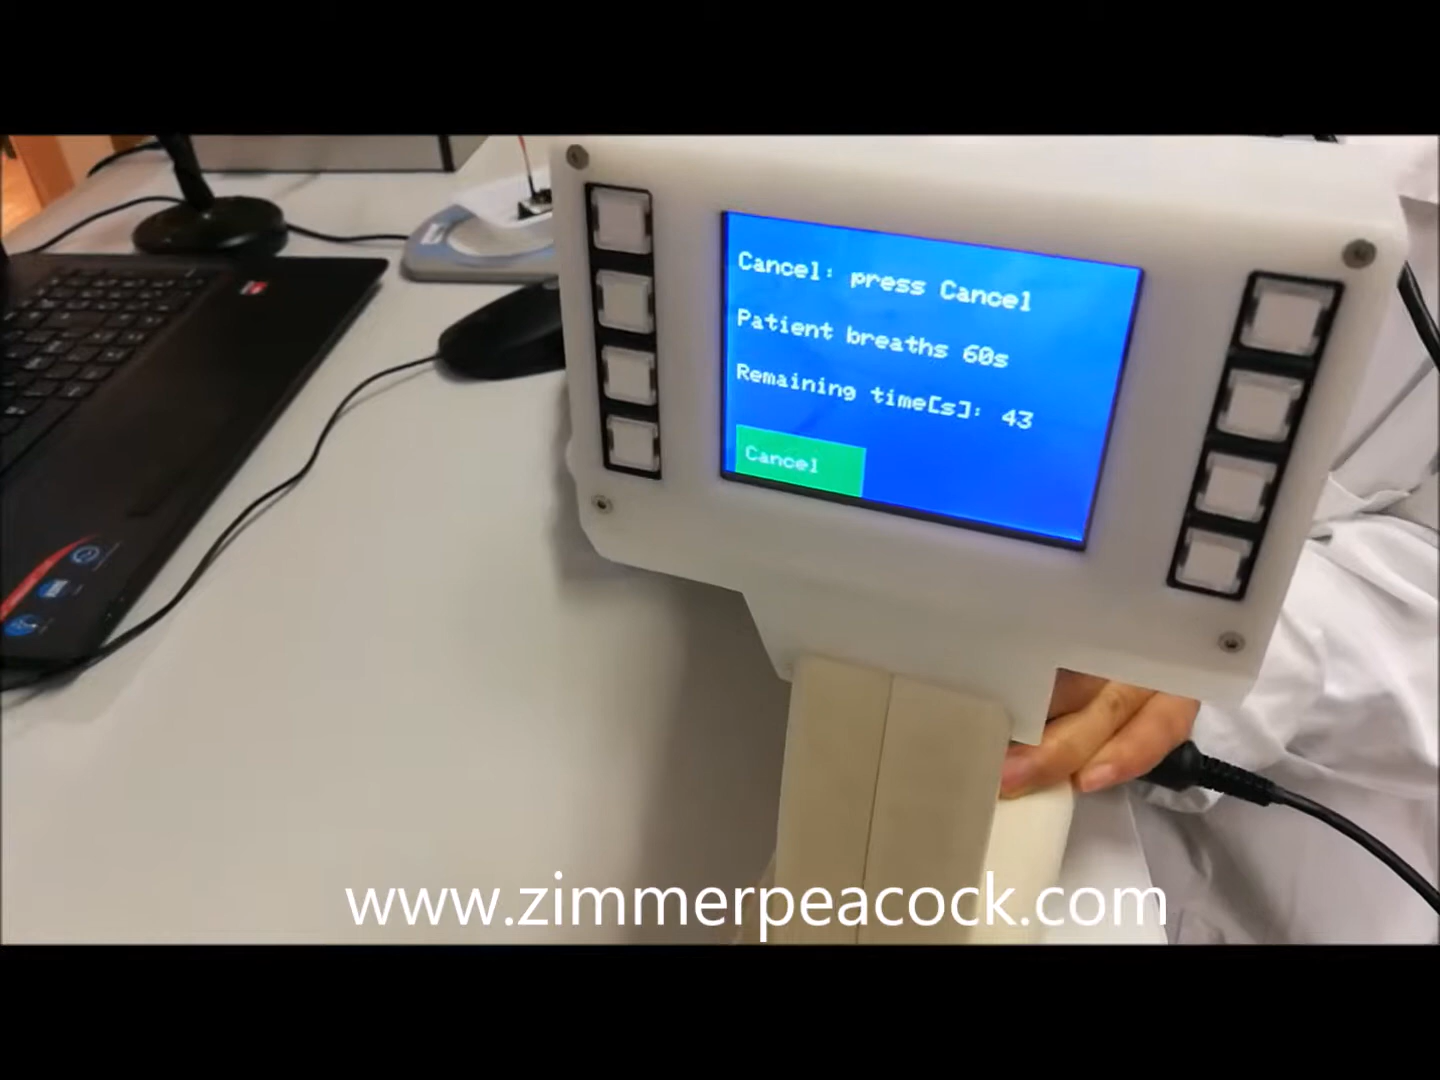 Cancel: press Cancel
Patient breaths 60s
Remaining time[s]: 43
Cancel
www.zimmerpeacock.com